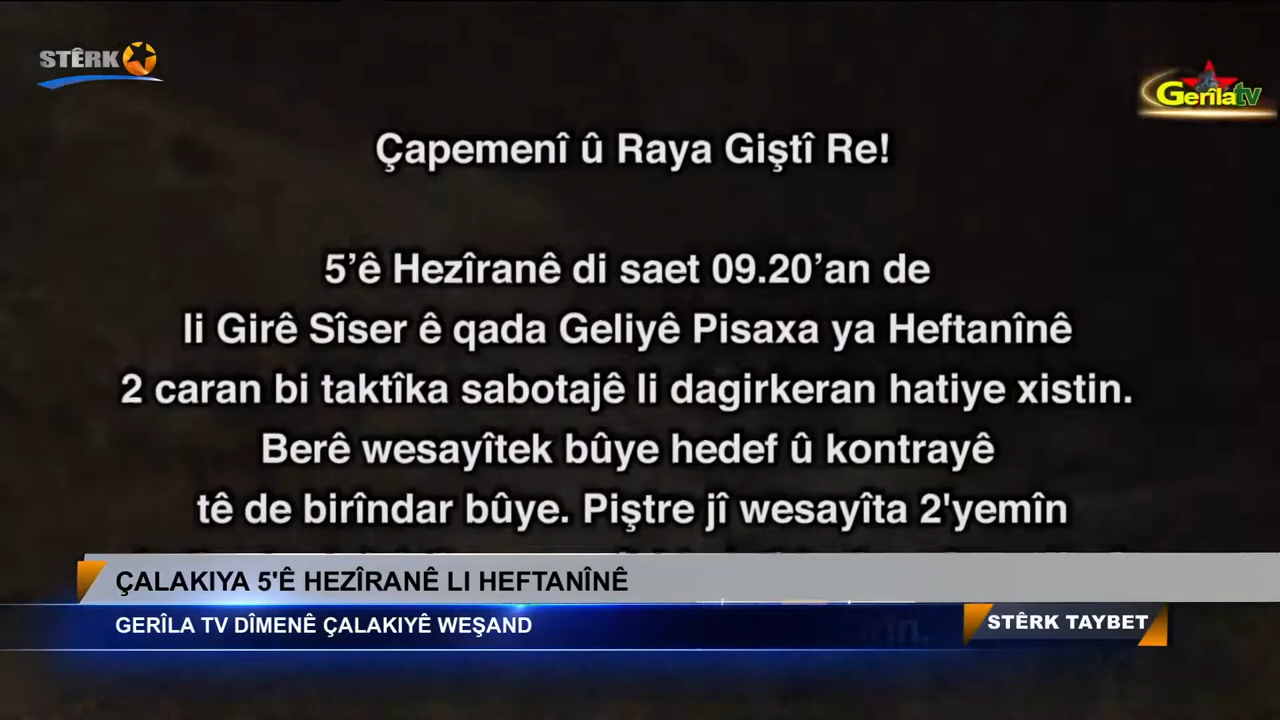 STÊRK
Gerîla tv
Çapemenî û Raya Giştî Re!
5’ê Hezîranê di saet 09.20’an de
li Girê Sîser ê qada Geliyê Pisaxa ya Heftanînê
2 caran bi taktîka sabotajê li dagirkeran hatiye xistin.
Berê wesayîtek bûye hedef û kontrayê
tê de birîndar bûye. Piştre jî wesayîta 2'yemîn
ÇALAKIYA 5'Ê HEZÎRANÊ LI HEFTANÎNÊ
GERÎLA TV DÎMENÊ ÇALAKIYÊ WEŞAND
STÊRK TAYBET